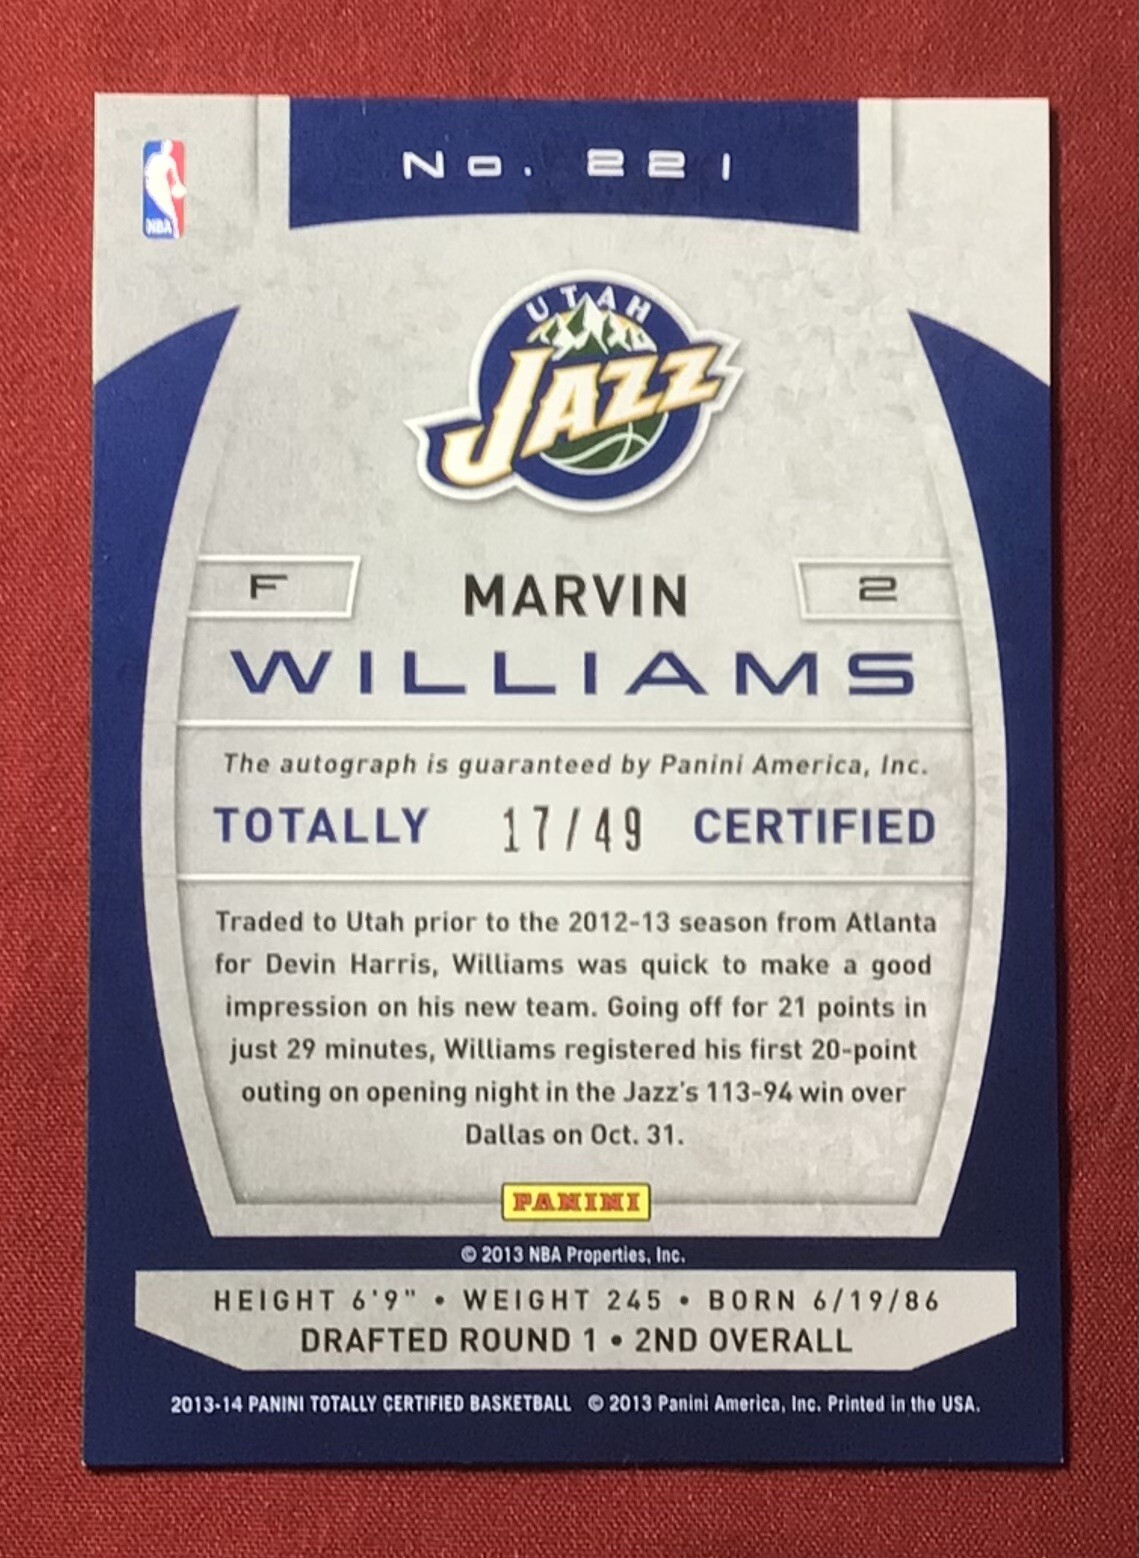 No. 221
NBA
UTAH
JAZZ
F MARVIN 2
WILLIAMS
The autograph is guaranteed by Panini America, Inc.
TOTALLY 17/49 CERTIFIED
Traded to Utah prior to the 2012-13 season from Atlanta
for Devin Harris, Williams was quick to make a good
impression on his new team. Going off for 21 points in
just 29 minutes, Williams registered his first 20-point
outing on opening night in the Jazz's 113-94 win over
Dallas on Oct. 31.
PANINI
© 2013 NBA Properties, Inc.
HEIGHT 6'9" • WEIGHT 245 • BORN 6/19/86
DRAFTED ROUND 1 • 2ND OVERALL
2013-14 PANINI TOTALLY CERTIFIED BASKETBALL © 2013 Panini America, Inc. Printed in the USA.